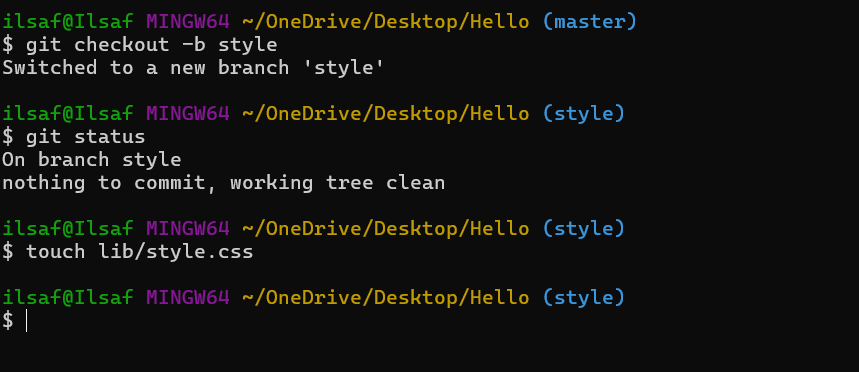 ilsaf@Ilsaf MINGW64 ~/OneDrive/Desktop/Hello (master)
$ git checkout -b style
Switched to a new branch 'style'
ilsaf@Ilsaf MINGW64 ~/OneDrive/Desktop/Hello (style)
$ git status
On branch style
nothing to commit, working tree clean
ilsaf@Ilsaf MINGW64 ~/OneDrive/Desktop/Hello (style)
$ touch lib/style.css
ilsaf@Ilsaf MINGW64 ~/OneDrive/Desktop/Hello (style)
$